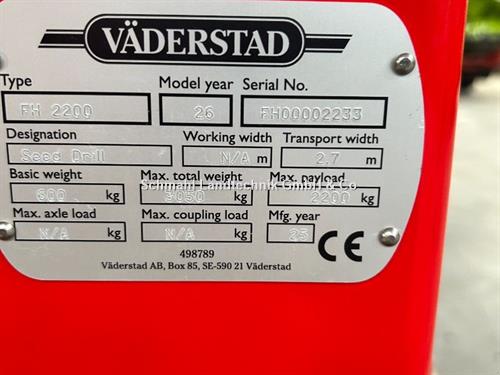 VÄDERSTAD
Type Model year Serial No.
FH 2200 26 FH00002233
Designation Working width Transport width
Seed Drill N/A m 2,7 m
Basic weight Max. total weight Max. payload
600 kg 3050 kg 2200 kg
Schmahl Landtechnik GmbH & Co
Max. axle load Max. coupling load Mfg. year
N/A kg N/A kg 25 CE
498789
Väderstad AB, Box 85, SE-590 21 Väderstad